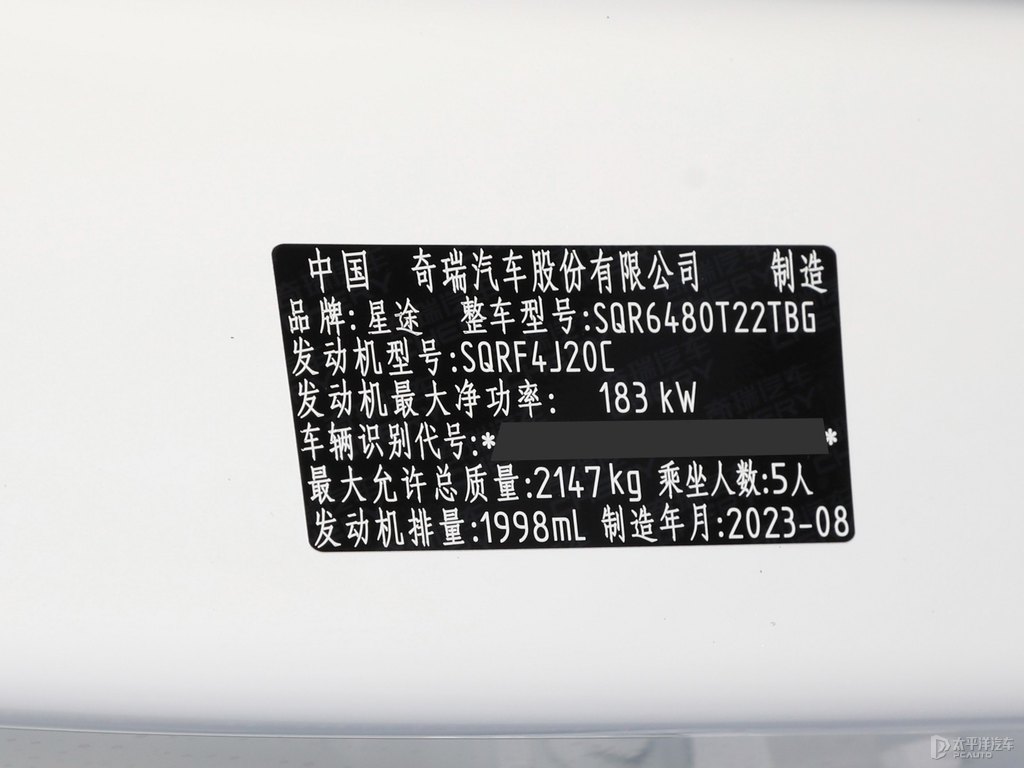 中国 奇瑞汽车股份有限公司 制造
品牌:星途 整车型号:SQR6480T22TBG
发动机型号:SQRF4J20C
发动机最大净功率: 183 kW
车辆识别代号:* *
最大允许总质量:2147kg 乘坐人数:5人
发动机排量:1998mL 制造年月:2023-08
太平洋汽车
PCAUTO